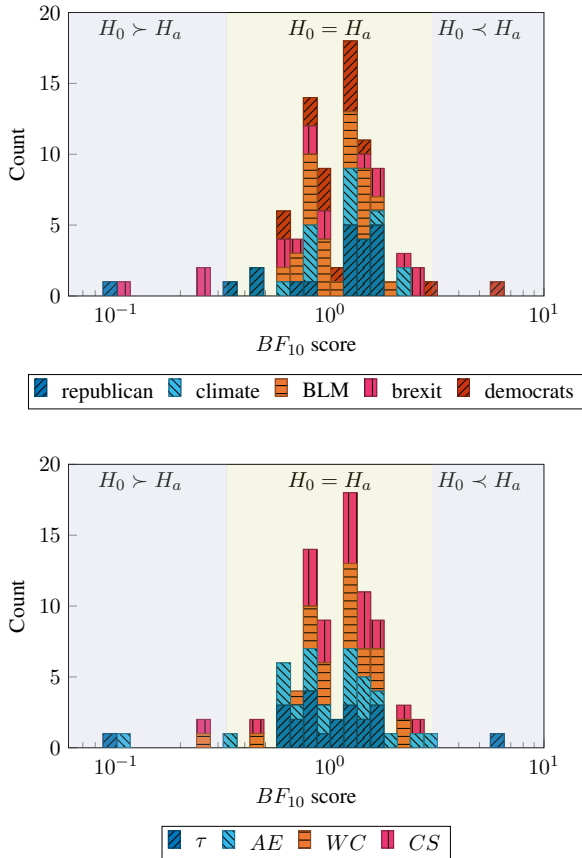 H₀ ≻ Hₐ H₀ = Hₐ H₀ ≺ Hₐ
20
15
10
5
0
Count
10⁻¹ 10⁰ 10¹
BF₁₀ score
republican climate BLM brexit democrats
H₀ ≻ Hₐ H₀ = Hₐ H₀ ≺ Hₐ
20
15
10
5
0
Count
10⁻¹ 10⁰ 10¹
BF₁₀ score
τ AE WC CS